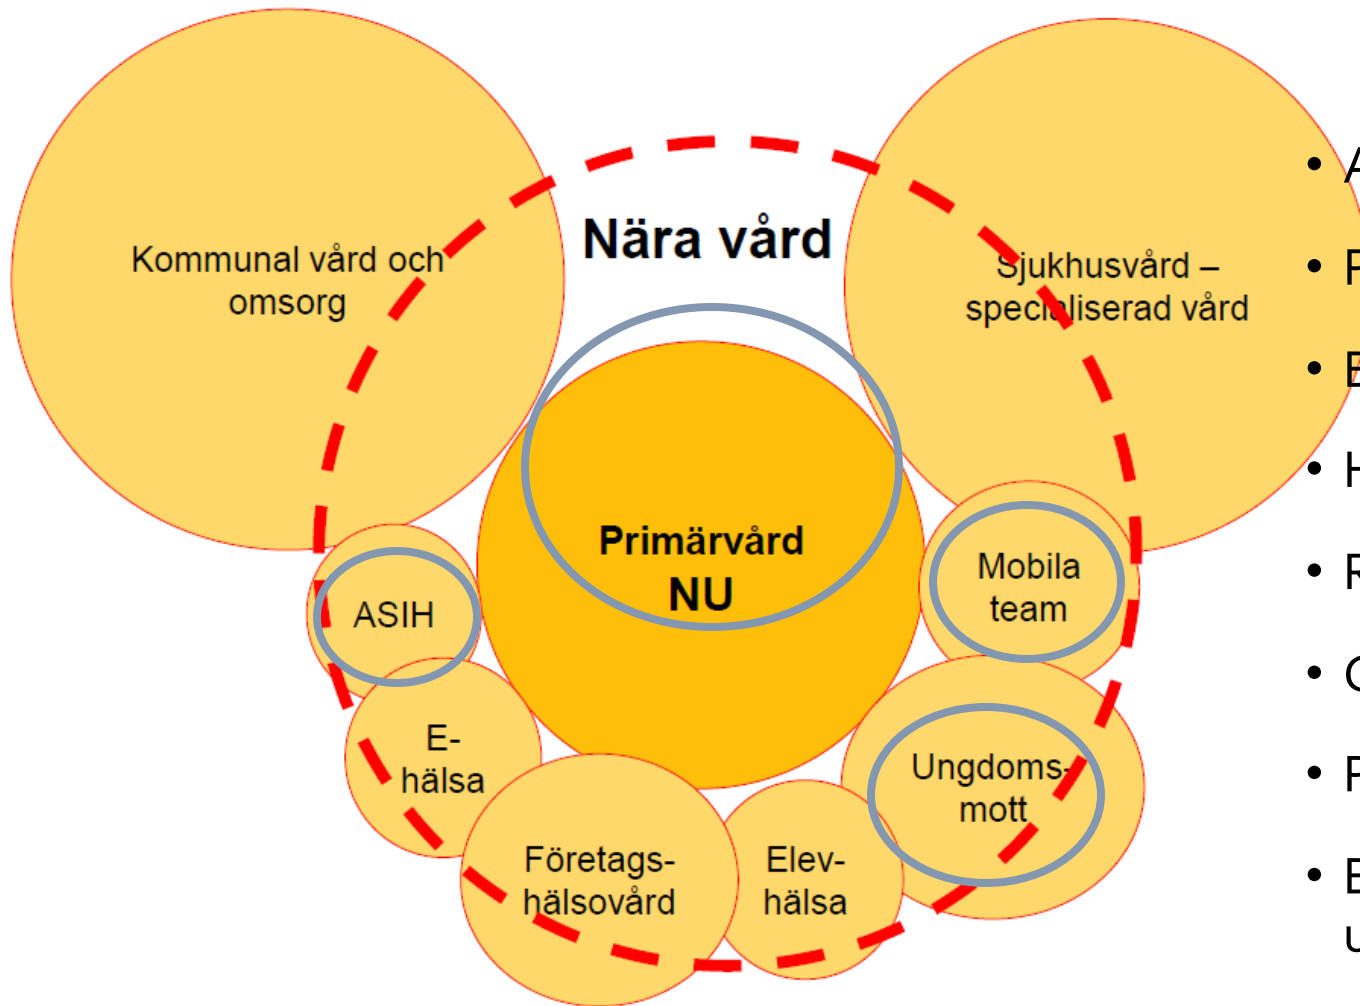 Nära vård
Kommunal vård och
omsorg
Sjukhusvård –
specialiserad vård
Primärvård
NU
ASIH
Mobila
team
E-
hälsa
Ungdoms-
mott
Företags-
hälsovård
Elev-
hälsa